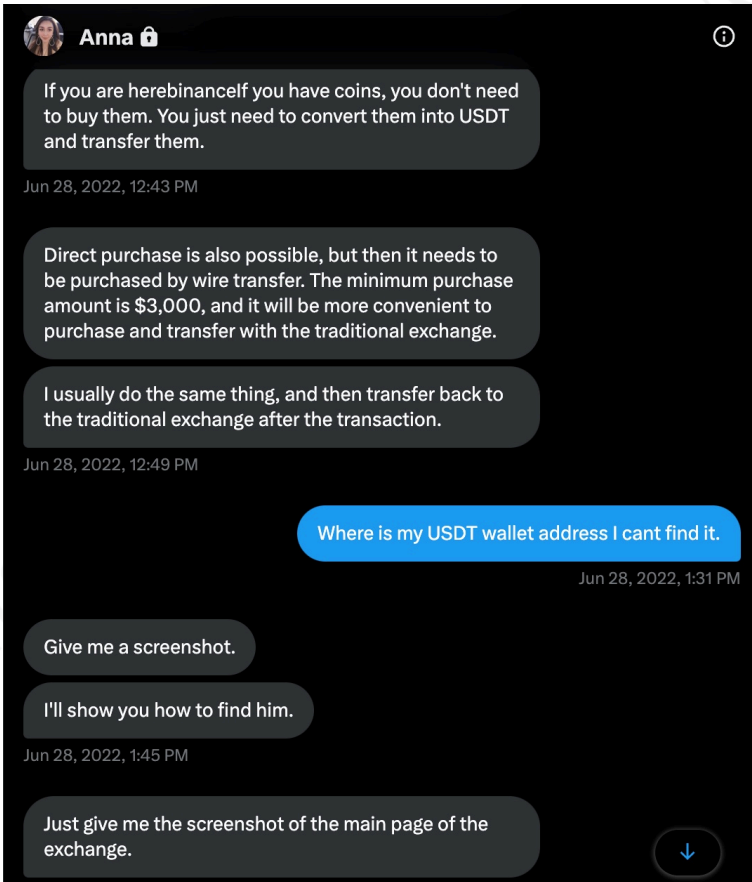 Anna
If you are herebinanceIf you have coins, you don't need
to buy them. You just need to convert them into USDT
and transfer them.
Jun 28, 2022, 12:43 PM
Direct purchase is also possible, but then it needs to
be purchased by wire transfer. The minimum purchase
amount is $3,000, and it will be more convenient to
purchase and transfer with the traditional exchange.
I usually do the same thing, and then transfer back to
the traditional exchange after the transaction.
Jun 28, 2022, 12:49 PM
Where is my USDT wallet address I cant find it.
Jun 28, 2022, 1:31 PM
Give me a screenshot.
I'll show you how to find him.
Jun 28, 2022, 1:45 PM
Just give me the screenshot of the main page of the
exchange.